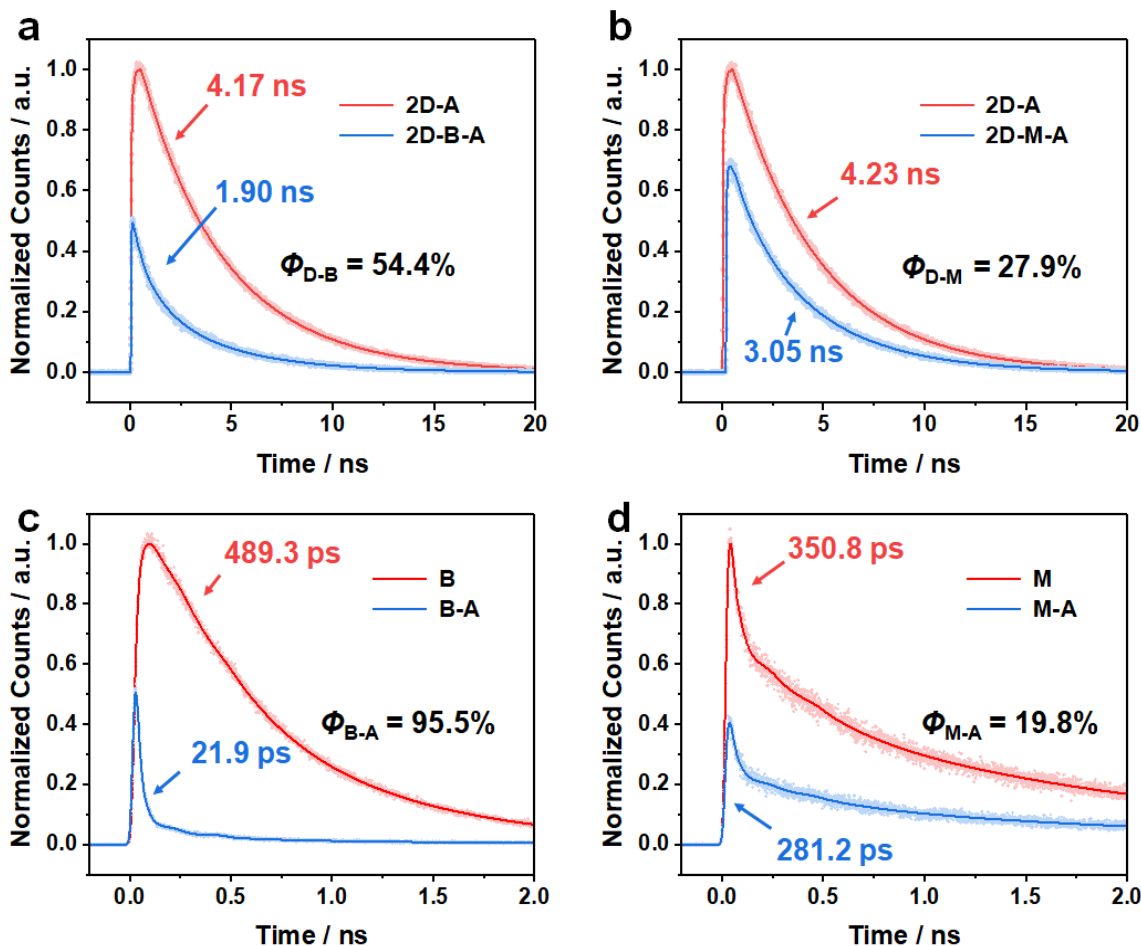 a
Normalized Counts / a.u.
1.0
0.8
0.6
0.4
0.2
0.0
4.17 ns
2D-A
2D-B-A
1.90 ns
ΦD-B = 54.4%
0
5
10
15
20
Time / ns
b
Normalized Counts / a.u.
1.0
0.8
0.6
0.4
0.2
0.0
2D-A
2D-M-A
4.23 ns
ΦD-M = 27.9%
3.05 ns
0
5
10
15
20
Time / ns
c
Normalized Counts / a.u.
1.0
0.8
0.6
0.4
0.2
0.0
489.3 ps
B
B-A
ΦB-A = 95.5%
21.9 ps
0.0
0.5
1.0
1.5
2.0
Time / ns
d
Normalized Counts / a.u.
1.0
0.8
0.6
0.4
0.2
0.0
350.8 ps
M
M-A
ΦM-A = 19.8%
281.2 ps
0.0
0.5
1.0
1.5
2.0
Time / ns